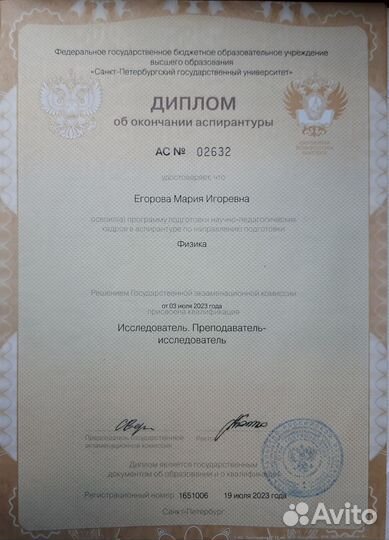 Федеральное государственное бюджетное образовательное учреждение
высшего образования
«Санкт-Петербургский государственный университет»
ДИПЛОМ
об окончании аспирантуры
АС № 02632
удостоверяет, что
Егорова Мария Игоревна
освоил(а) программу подготовки научно-педагогических
кадров в аспирантуре по направлению подготовки
Физика
Решением Государственной экзаменационной комиссии
от 03 июля 2023 года
присвоена квалификация
Исследователь. Преподаватель-
исследователь
Председатель Государственной
экзаменационной комиссии
Ректор
Диплом является государственным
документом об образовании и о квалификации
Регистрационный номер 1651006 19 июля 2023 года
Санкт-Петербург
Avito